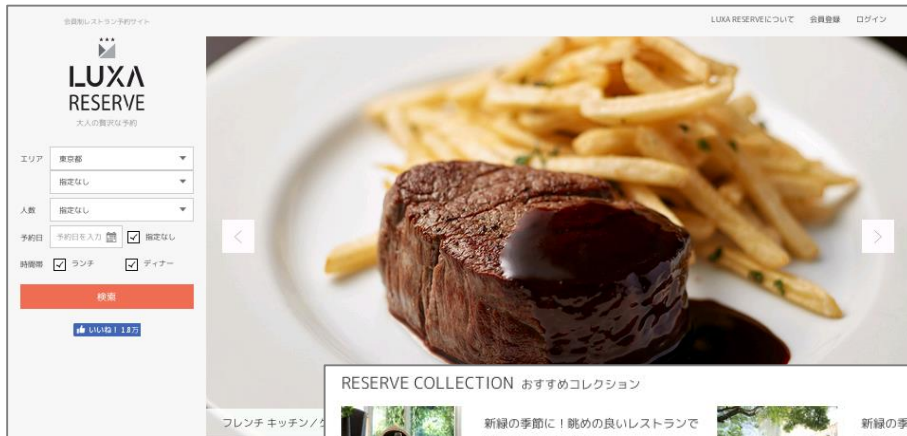 会員制レストラン予約サイト
LUXA RESERVEについて 会員登録 ログイン
LUXA
RESERVE
大人の贅沢な予約
エリア 東京都
指定なし
人数 指定なし
予約日 予約日を入力 指定なし
時間帯 ランチ ディナー
検索
いいね！ 1.8万
RESERVE COLLECTION おすすめコレクション
フレンチ キッチン／
新緑の季節に！眺めの良いレストランで
新緑の季